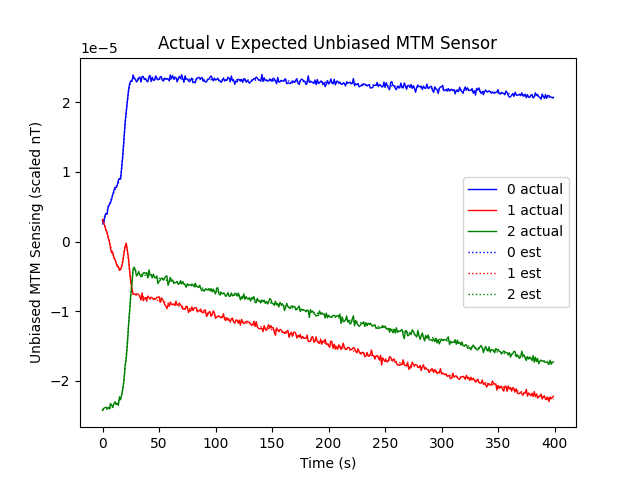 Actual v Expected Unbiased MTM Sensor
1e−5
2
1
0
−1
−2
Unbiased MTM Sensing (scaled nT)
0 actual
1 actual
2 actual
0 est
1 est
2 est
0 50 100 150 200 250 300 350 400
Time (s)